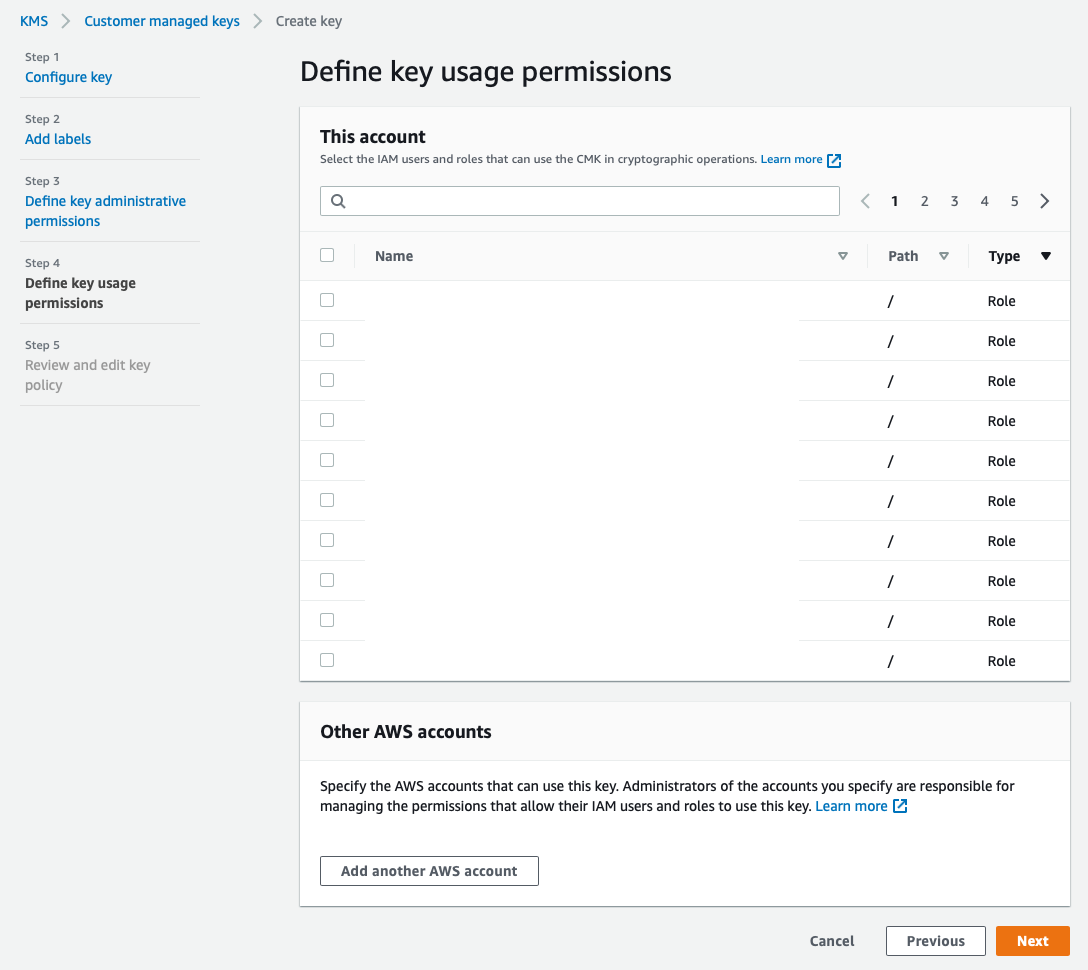 KMS > Customer managed keys > Create key
Step 1
Configure key
Step 2
Add labels
Step 3
Define key administrative
permissions
Step 4
Define key usage
permissions
Step 5
Review and edit key
policy
Define key usage permissions
This account
Select the IAM users and roles that can use the CMK in cryptographic operations. Learn more
1 2 3 4 5
Name Path Type
/ Role
/ Role
/ Role
/ Role
/ Role
/ Role
/ Role
/ Role
/ Role
/ Role
Other AWS accounts
Specify the AWS accounts that can use this key. Administrators of the accounts you specify are responsible for
managing the permissions that allow their IAM users and roles to use this key. Learn more
Add another AWS account
Cancel Previous Next